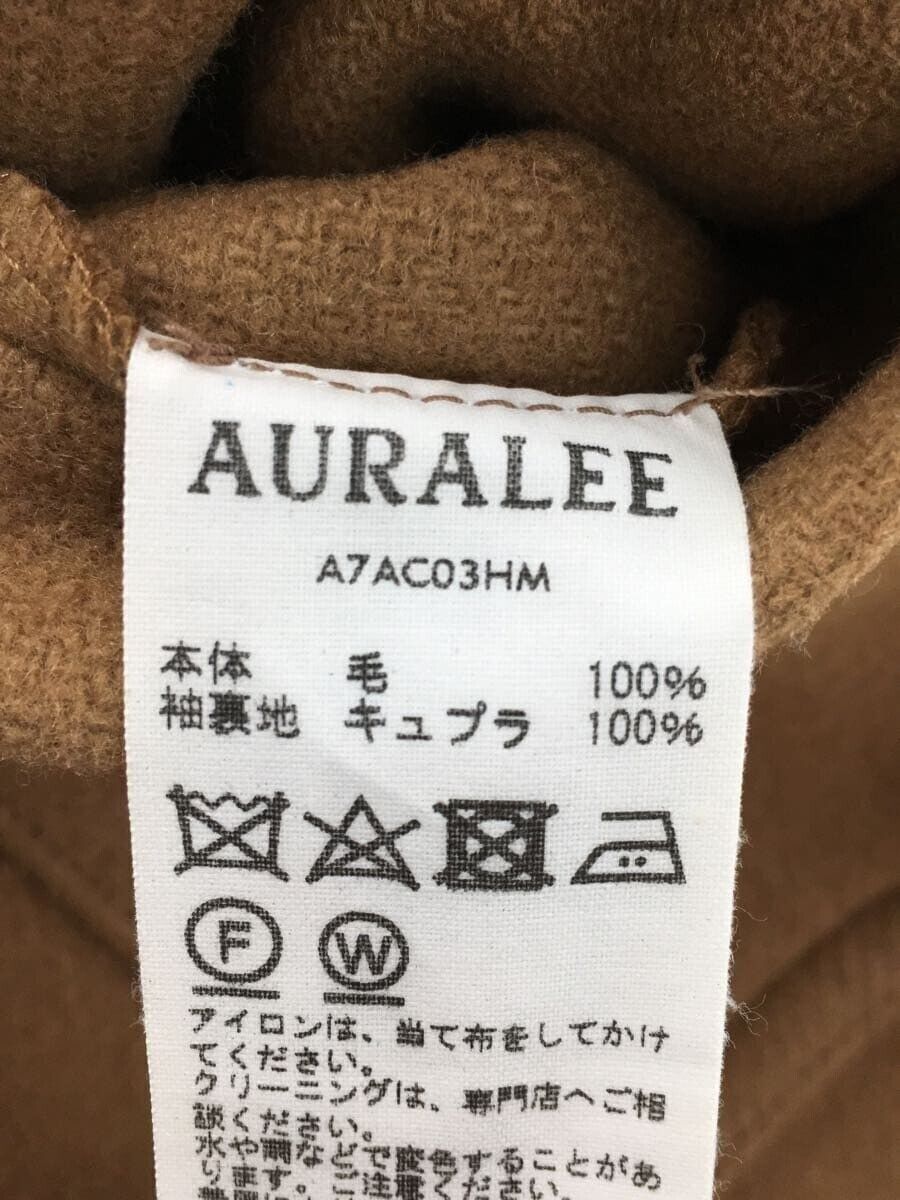 AURALEE
A7AC03HM
本体 毛 100%
袖裏地 キュプラ 100%
F W
アイロンは、当て布をしてかけ
てください。
クリーニングは、専門店へご相
談ください。
水や雨などで変色することがあ
ります。ご注意ください。